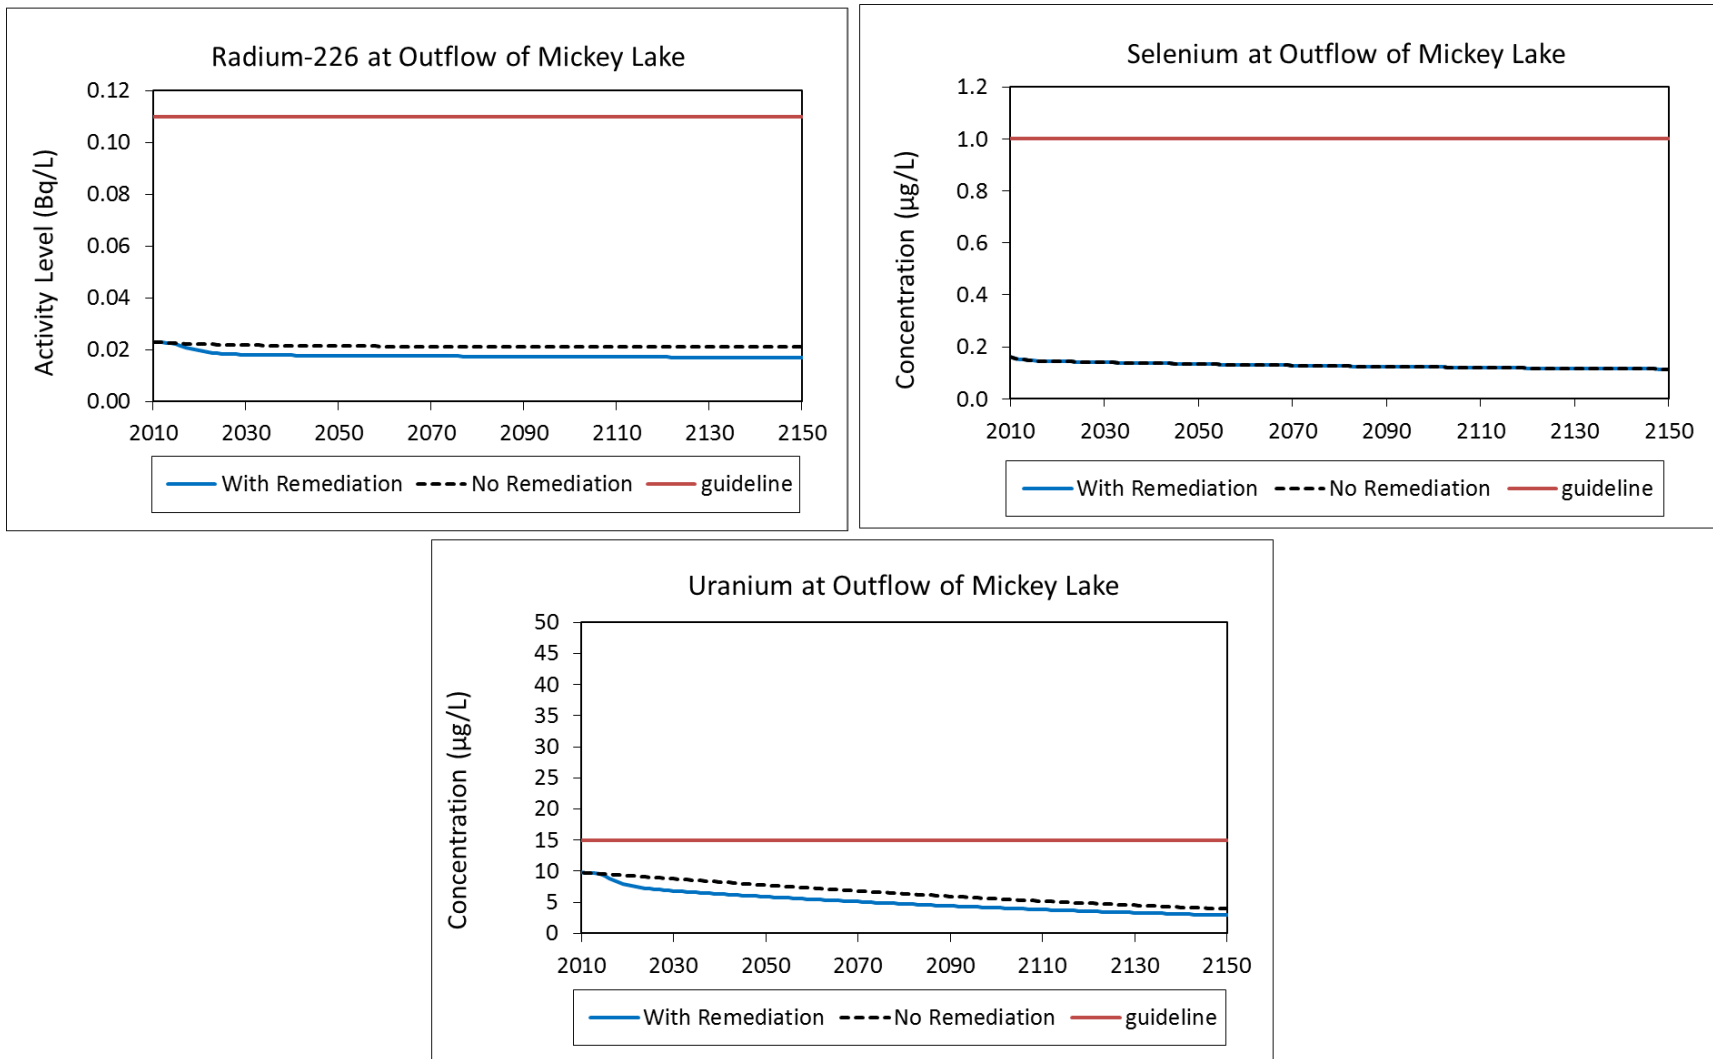 Radium-226 at Outflow of Mickey Lake
0.12
0.10
0.08
0.06
0.04
0.02
0.00
Activity Level (Bq/L)
2010 2030 2050 2070 2090 2110 2130 2150
With Remediation No Remediation guideline
Selenium at Outflow of Mickey Lake
1.2
1.0
0.8
0.6
0.4
0.2
0.0
Concentration (µg/L)
2010 2030 2050 2070 2090 2110 2130 2150
With Remediation No Remediation guideline
Uranium at Outflow of Mickey Lake
50
45
40
35
30
25
20
15
10
5
0
Concentration (µg/L)
2010 2030 2050 2070 2090 2110 2130 2150
With Remediation No Remediation guideline